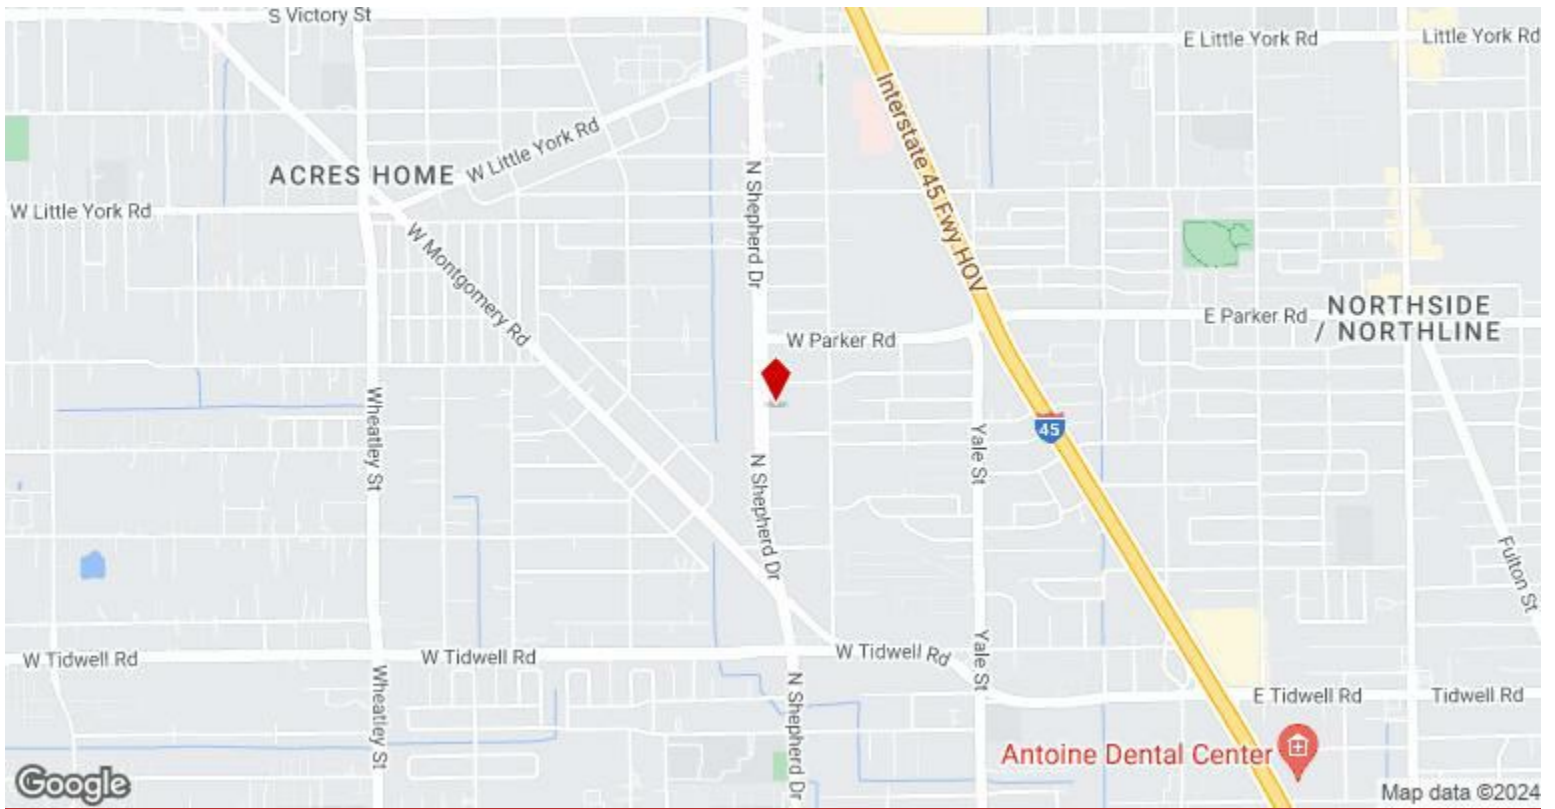 S Victory St
E Little York Rd
Little York Rd
Interstate 45 Fwy HOV
W Little York Rd
ACRES HOME
N Shepherd Dr
W Little York Rd
W Montgomery Rd
NORTHSIDE
/ NORTHLINE
E Parker Rd
W Parker Rd
Wheatley St
45
Yale St
N Shepherd Dr
Fulton St
W Tidwell Rd
W Tidwell Rd
W Tidwell Rd
Yale St
Wheatley St
N Shepherd Dr
E Tidwell Rd
Tidwell Rd
Antoine Dental Center
Google
Map data ©2024